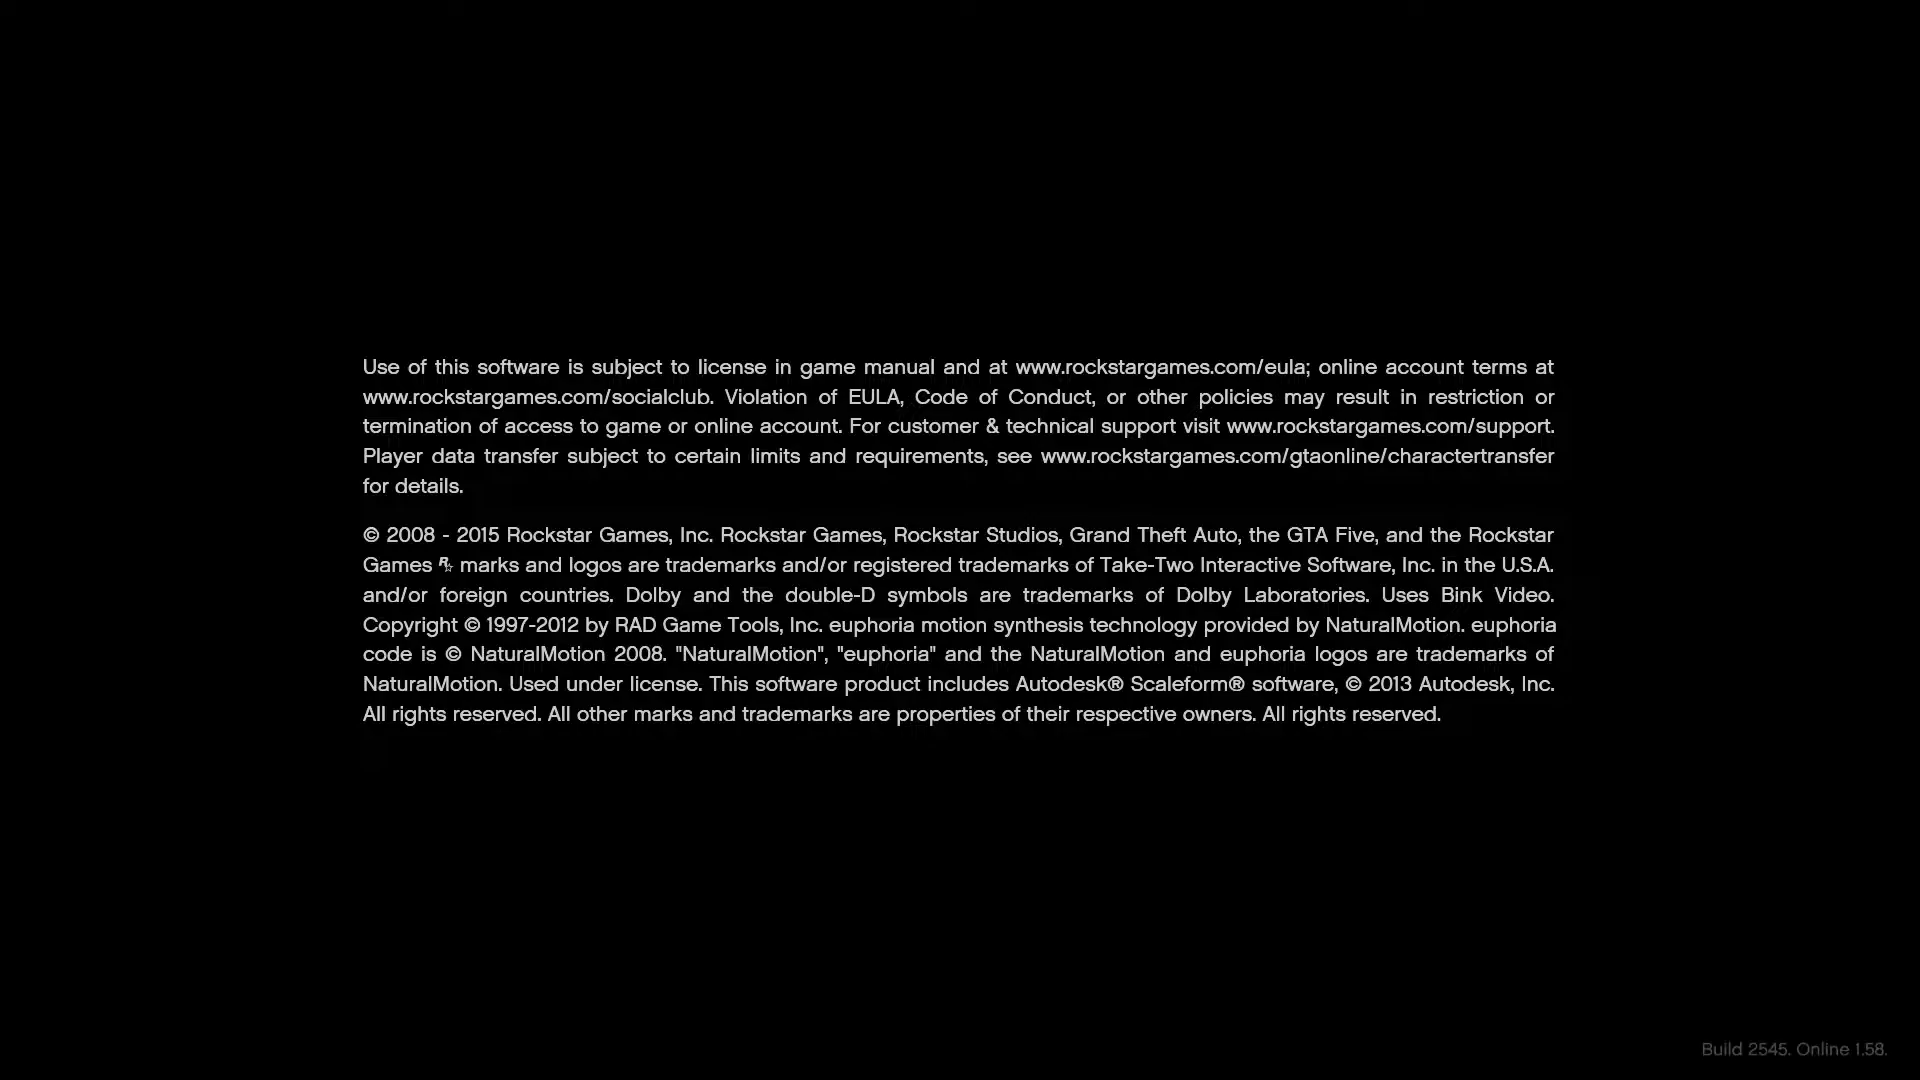 Use of this software is subject to license in game manual and at www.rockstargames.com/eula; online account terms at
www.rockstargames.com/socialclub. Violation of EULA, Code of Conduct, or other policies may result in restriction or
termination of access to game or online account. For customer & technical support visit www.rockstargames.com/support.
Player data transfer subject to certain limits and requirements, see www.rockstargames.com/gtaonline/charactertransfer
for details.
© 2008 - 2015 Rockstar Games, Inc. Rockstar Games, Rockstar Studios, Grand Theft Auto, the GTA Five, and the Rockstar
Games R* marks and logos are trademarks and/or registered trademarks of Take-Two Interactive Software, Inc. in the U.S.A.
and/or foreign countries. Dolby and the double-D symbols are trademarks of Dolby Laboratories. Uses Bink Video.
Copyright © 1997-2012 by RAD Game Tools, Inc. euphoria motion synthesis technology provided by NaturalMotion. euphoria
code is © NaturalMotion 2008. "NaturalMotion", "euphoria" and the NaturalMotion and euphoria logos are trademarks of
NaturalMotion. Used under license. This software product includes Autodesk® Scaleform® software, © 2013 Autodesk, Inc.
All rights reserved. All other marks and trademarks are properties of their respective owners. All rights reserved.
Build 2545. Online 1.58.